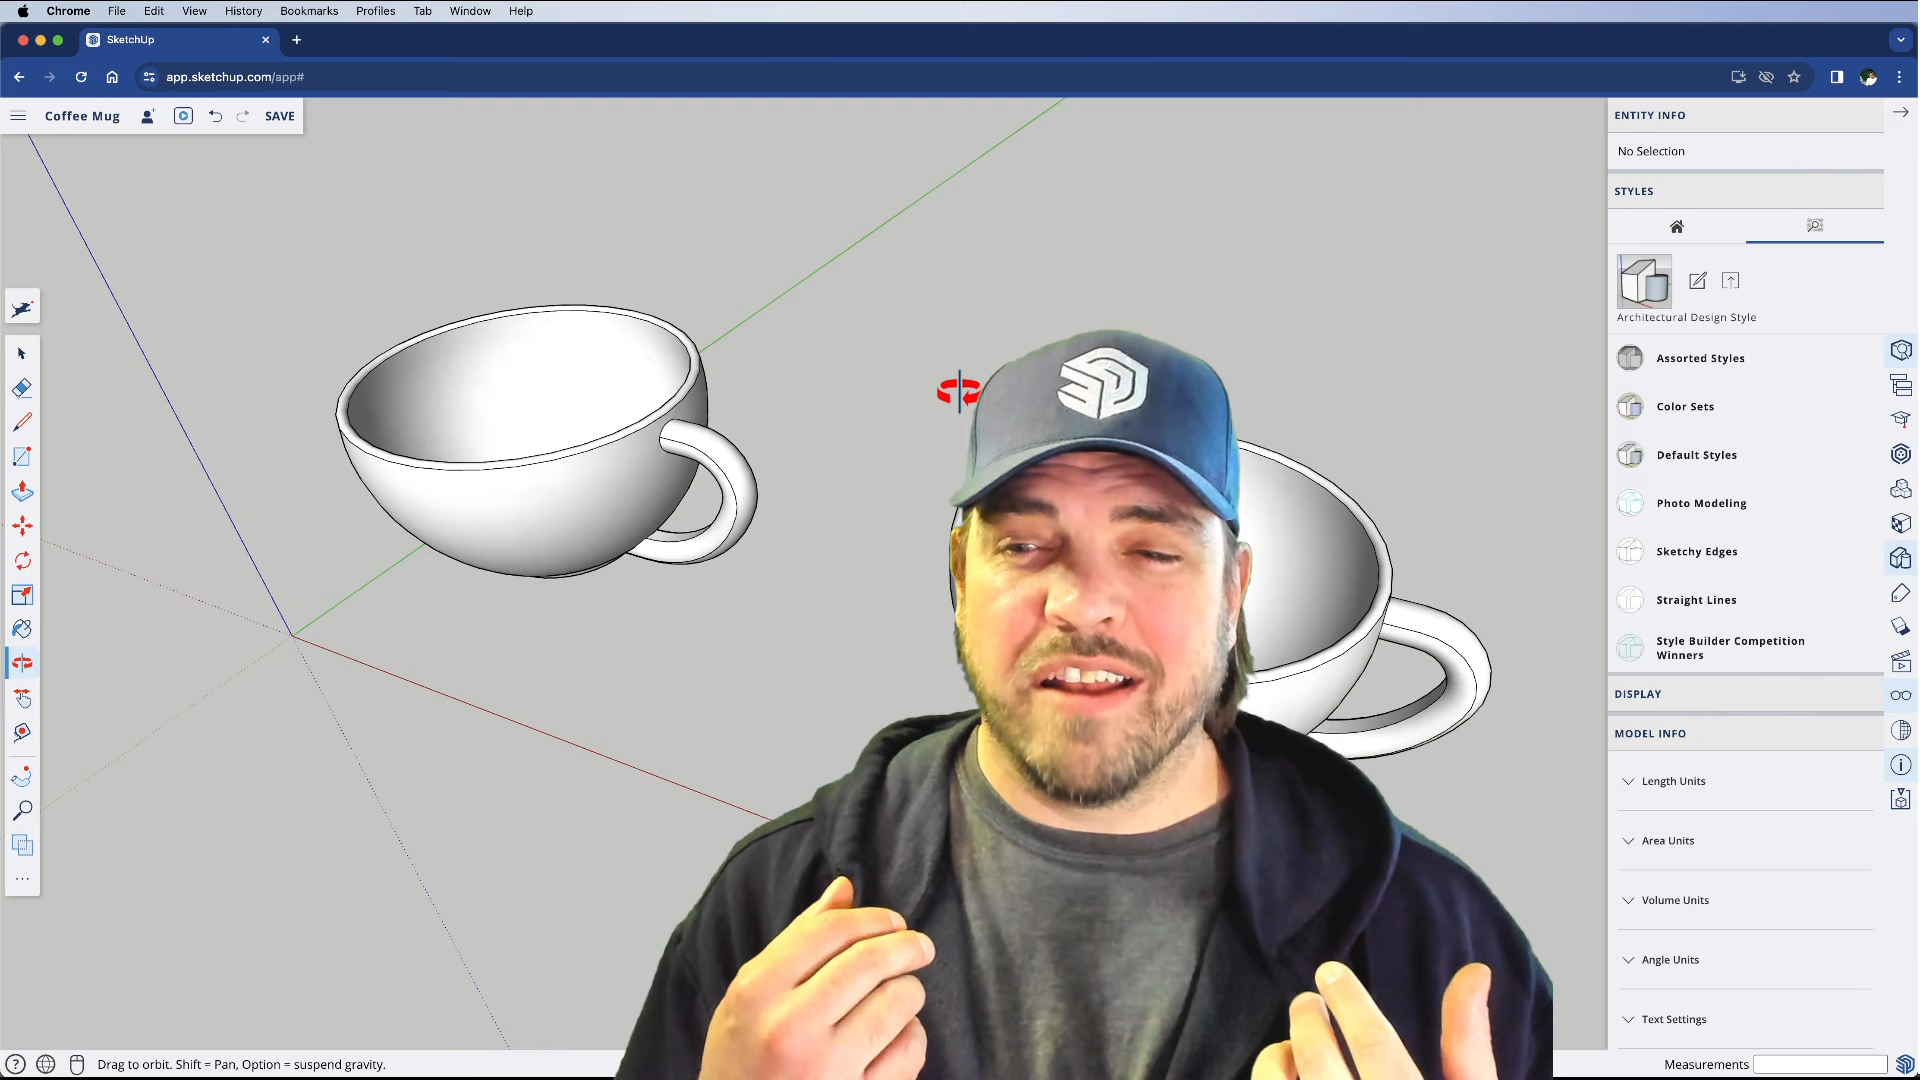 Chrome File Edit View History Bookmarks Profiles Tab Window Help
SketchUp
app.sketchup.com/app#
Coffee Mug SAVE
ENTITY INFO
No Selection
STYLES
Architectural Design Style
Assorted Styles
Color Sets
Default Styles
Photo Modeling
Sketchy Edges
Straight Lines
Style Builder Competition
Winners
DISPLAY
MODEL INFO
Length Units
Area Units
Volume Units
Angle Units
Text Settings
Drag to orbit. Shift = Pan, Option = suspend gravity.
Measurements